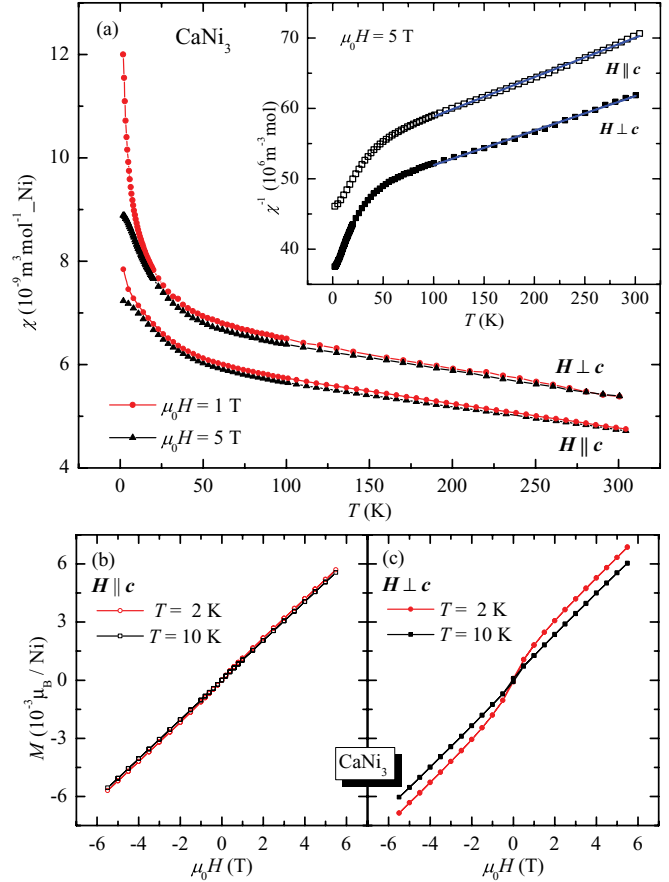 (a)
CaNi₃
μ₀H = 5 T
H ∥ c
H ⊥ c
χ⁻¹ (10⁶ m⁻³ mol)
70
60
50
40
0 50 100 150 200 250 300
T (K)
χ (10⁻⁹ m³ mol⁻¹_Ni)
12
10
8
6
4
H ⊥ c
H ∥ c
μ₀H = 1 T
μ₀H = 5 T
0 50 100 150 200 250 300
T (K)
(b)
H ∥ c
T = 2 K
T = 10 K
M (10⁻³ μ_B / Ni)
6
3
0
-3
-6
-6 -4 -2 0 2 4 6
μ₀H (T)
(c)
H ⊥ c
T = 2 K
T = 10 K
CaNi₃
-6 -4 -2 0 2 4 6
μ₀H (T)